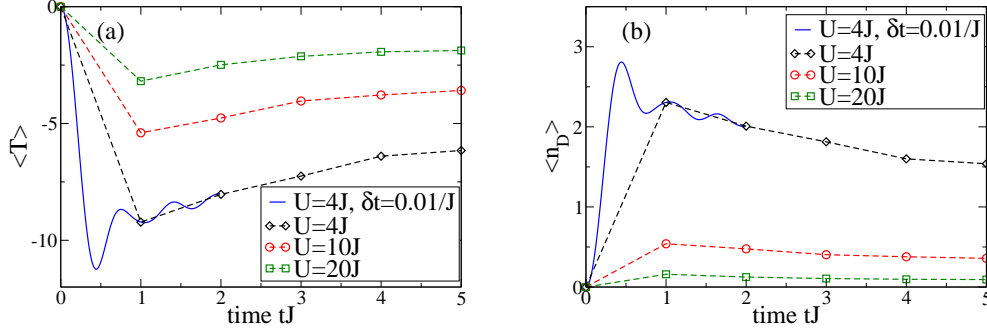 (a)
0
-5
-10
<T>
0 1 2 3 4 5
time tJ
U=4J, δt=0.01/J
U=4J
U=10J
U=20J
(b)
3
2
1
0
<n_D>
0 1 2 3 4 5
time tJ
U=4J, δt=0.01/J
U=4J
U=10J
U=20J